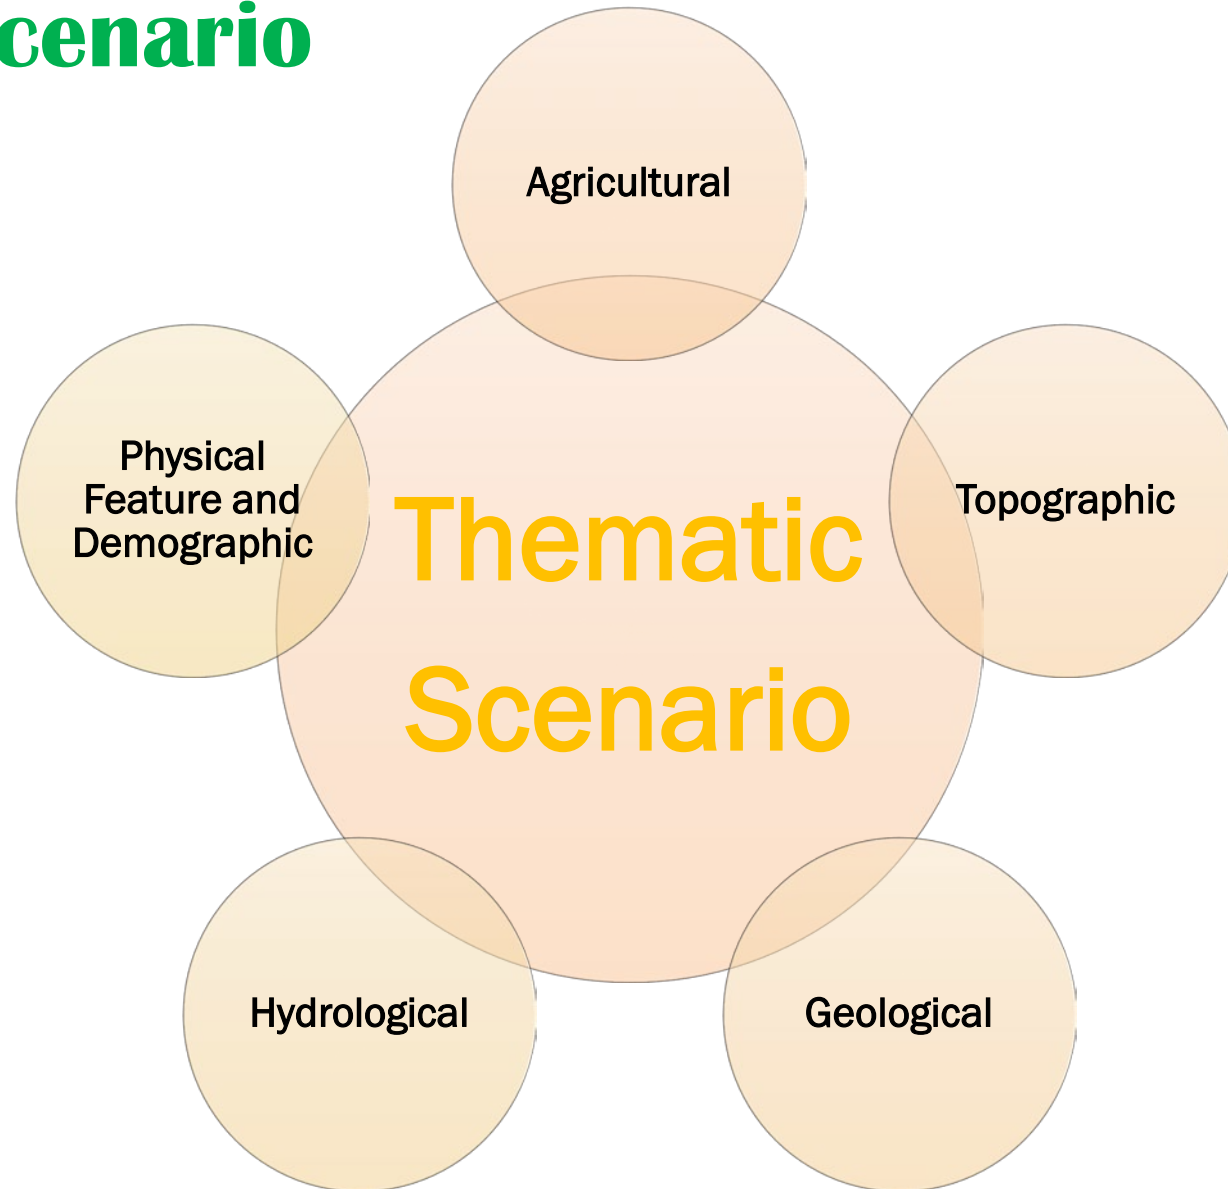 cenario
Agricultural
Physical
Feature and
Demographic
Topographic
Thematic
Scenario
Hydrological
Geological